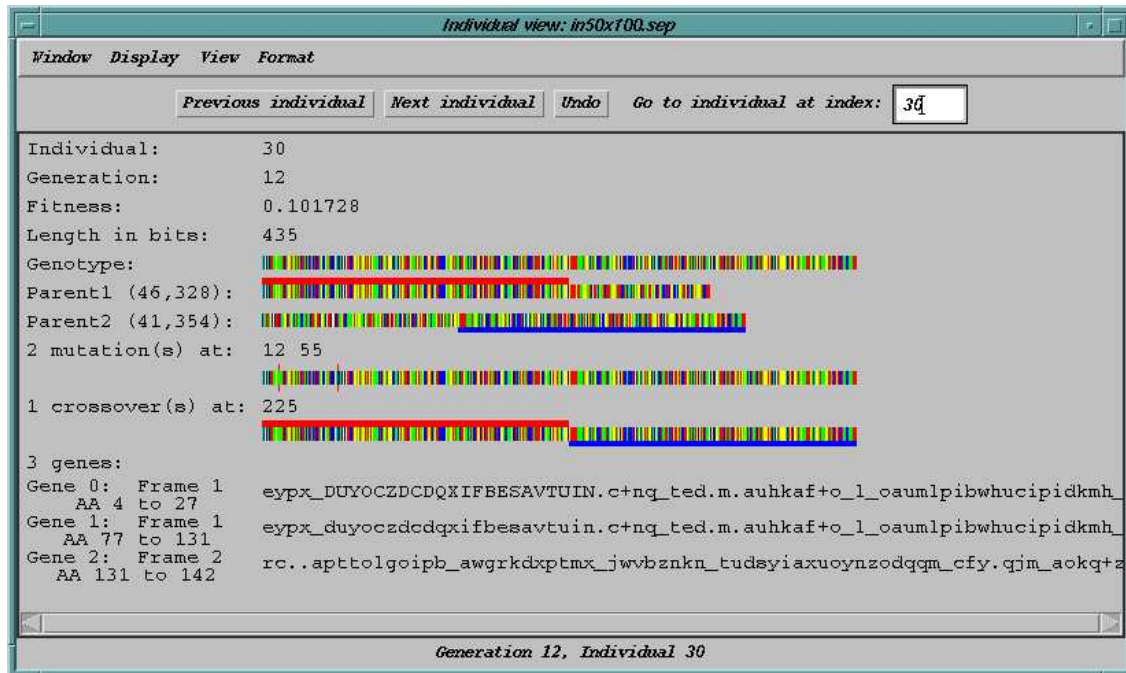 Individual view: in50x100.sep
Window Display View Format
Previous individual Next individual Undo Go to individual at index: 30
Individual: 30
Generation: 12
Fitness: 0.101728
Length in bits: 435
Genotype:
Parent1 (46,328):
Parent2 (41,354):
2 mutation(s) at: 12 55
1 crossover(s) at: 225
3 genes:
Gene 0: Frame 1
AA 4 to 27
eypx_DUYOCZDCDQXIFBESAVTUIN.c+nq_ted.m.auhkaf+o_l_oaumlpibwhucipidkmh_
Gene 1: Frame 1
AA 77 to 131
eypx_duyoczdcdqxifbesavtuin.c+nq_ted.m.auhkaf+o_l_oaumlpibwhucipidkmh_
Gene 2: Frame 2
AA 131 to 142
rc..apttolgoipb_awgrkdxptmx_jwvbznkn_tudsyiaxuoynzodqqm_cfy.qjm_aokq+z
Generation 12, Individual 30